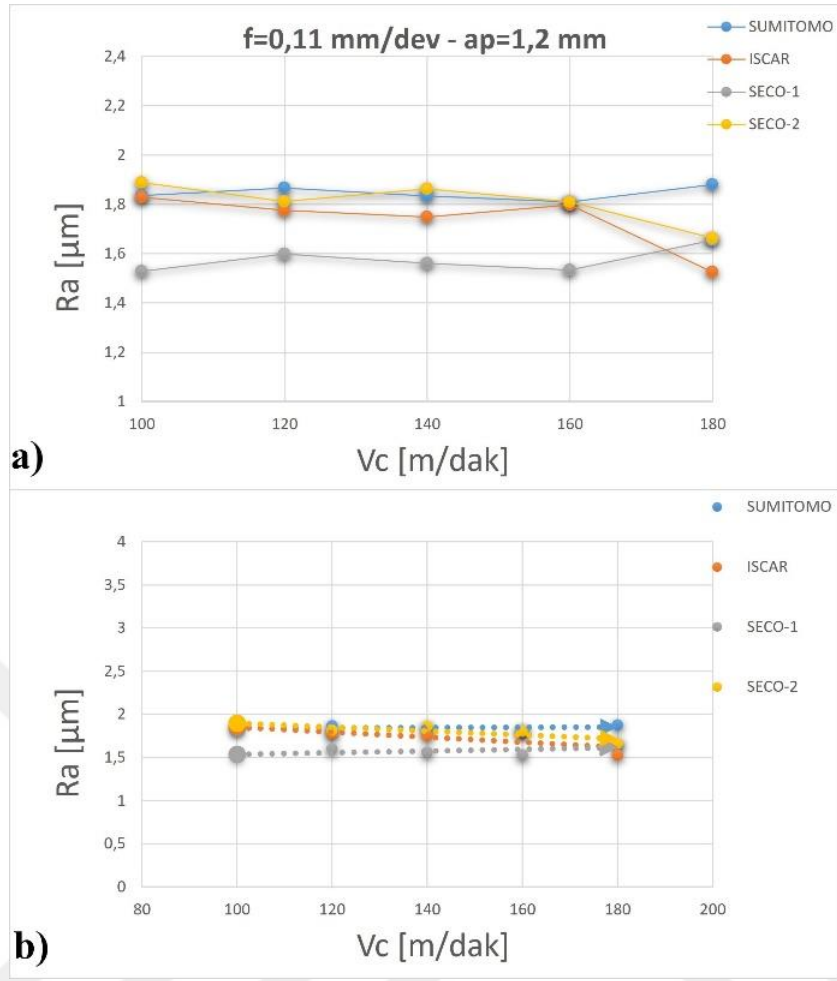 f=0,11 mm/dev - ap=1,2 mm
SUMITOMO
ISCAR
SECO-1
SECO-2
2,4
2,2
2
1,8
1,6
1,4
1,2
1
Ra [µm]
100 120 140 160 180
Vc [m/dak]
a)
SUMITOMO
ISCAR
SECO-1
SECO-2
4
3,5
3
2,5
2
1,5
1
0,5
0
Ra [µm]
80 100 120 140 160 180 200
Vc [m/dak]
b)